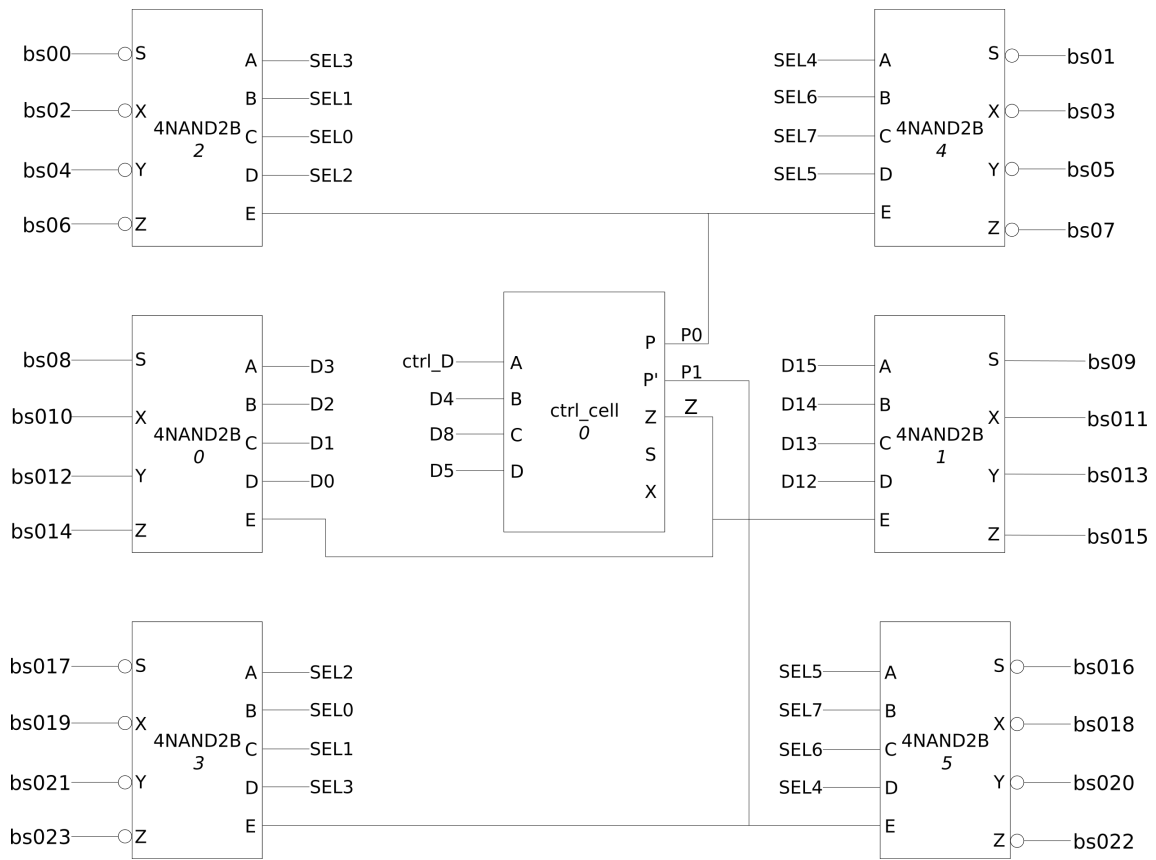 bs00 S A SEL3
bs02 X B SEL1
4NAND2B C SEL0
2
bs04 Y D SEL2
bs06 Z E
SEL4 A S bs01
SEL6 B X bs03
SEL7 C 4NAND2B
4
SEL5 D Y bs05
E Z bs07
bs08 S A D3
bs010 X B D2
4NAND2B C D1
0
bs012 Y D D0
bs014 Z E
P P0
ctrl_D A P' P1
D4 B ctrl_cell Z Z
0
D8 C S
D5 D X
D15 A S bs09
D14 B X bs011
D13 C 4NAND2B
1
D12 D Y bs013
E Z bs015
bs017 S A SEL2
bs019 X B SEL0
4NAND2B C SEL1
3
bs021 Y D SEL3
bs023 Z E
SEL5 A S bs016
SEL7 B X bs018
SEL6 C 4NAND2B
5
SEL4 D Y bs020
E Z bs022